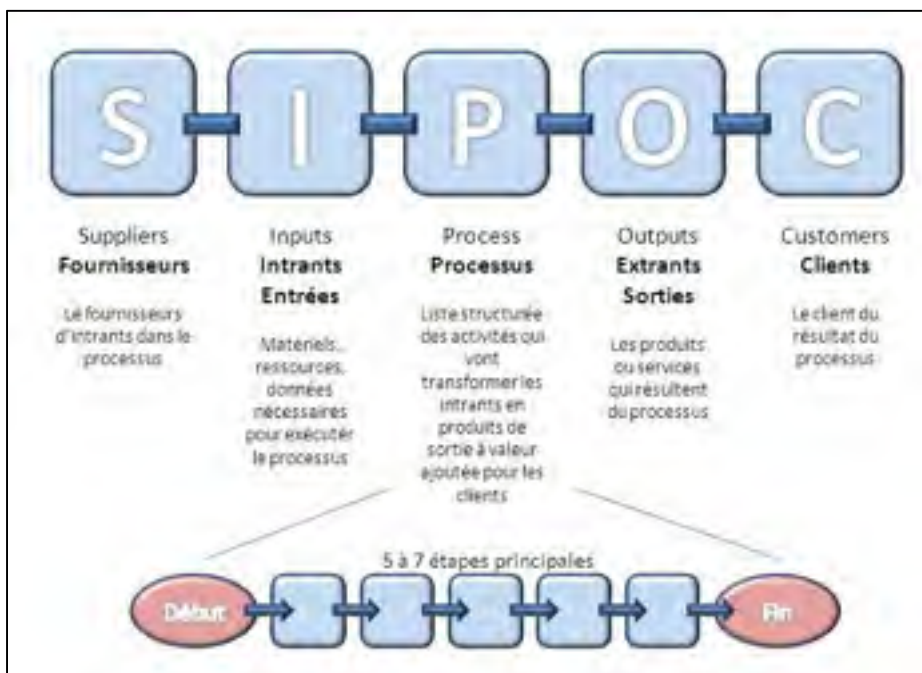 S I P O C
Suppliers
Fournisseurs
Le fournisseurs
d'intrants dans le
processus
Inputs
Intrants
Entrées
Matériels,
ressources,
données
nécessaires
pour exécuter
le processus
Process
Processus
Liste structurée
des activités qui
vont
transformer les
intrants en
produits de
sortie à valeur
ajoutée pour les
clients
Outputs
Extrants
Sorties
Les produits
ou services
qui résultent
du processus
Customers
Clients
Le client du
résultat du
processus
5 à 7 étapes principales
Début
Fin